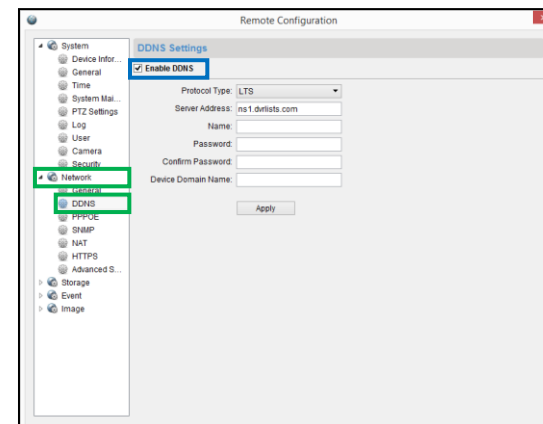 Remote Configuration
System
Device Infor...
General
Time
System Mai...
PTZ Settings
Log
User
Camera
Security
Network
General
DDNS
PPPOE
SNMP
NAT
HTTPS
Advanced S...
Storage
Event
Image
DDNS Settings
Enable DDNS
Protocol Type: LTS
Server Address: ns1.dvrlists.com
Name:
Password:
Confirm Password:
Device Domain Name:
Apply